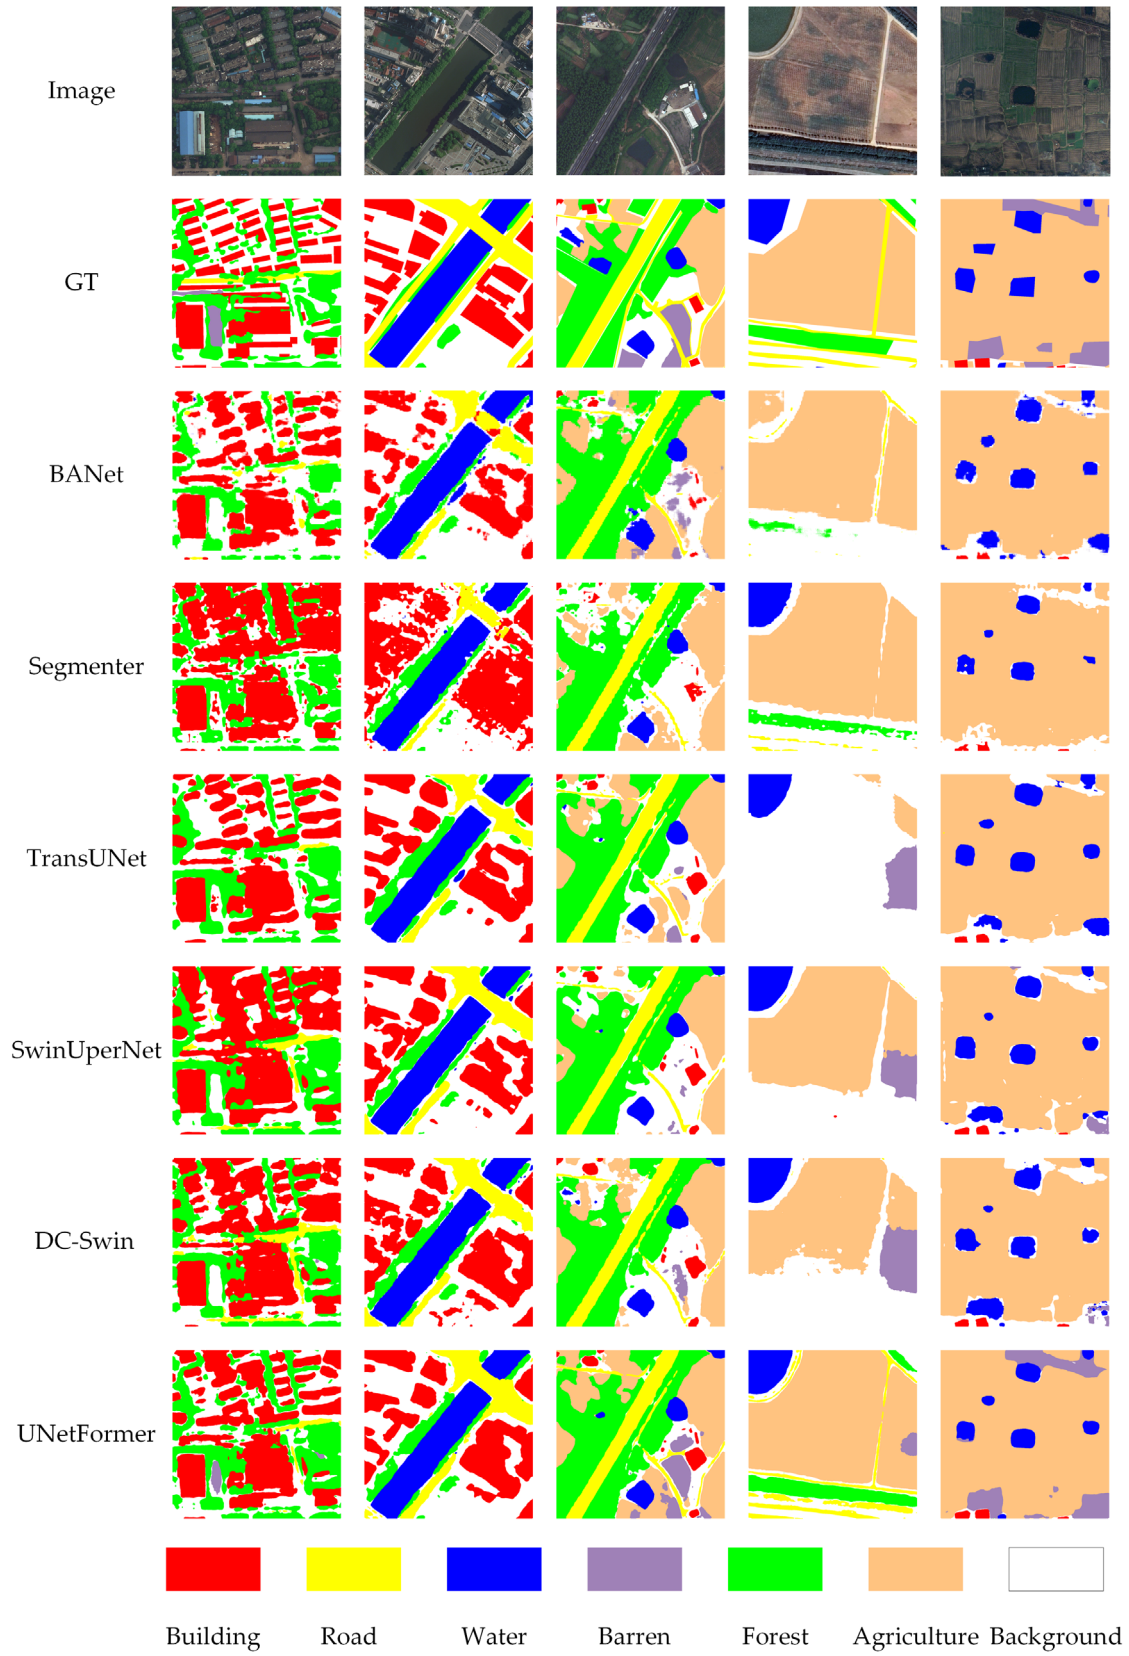 Image
GT
BANet
Segmenter
TransUNet
SwinUperNet
DC-Swin
UNetFormer
Building Road Water Barren Forest Agriculture Background